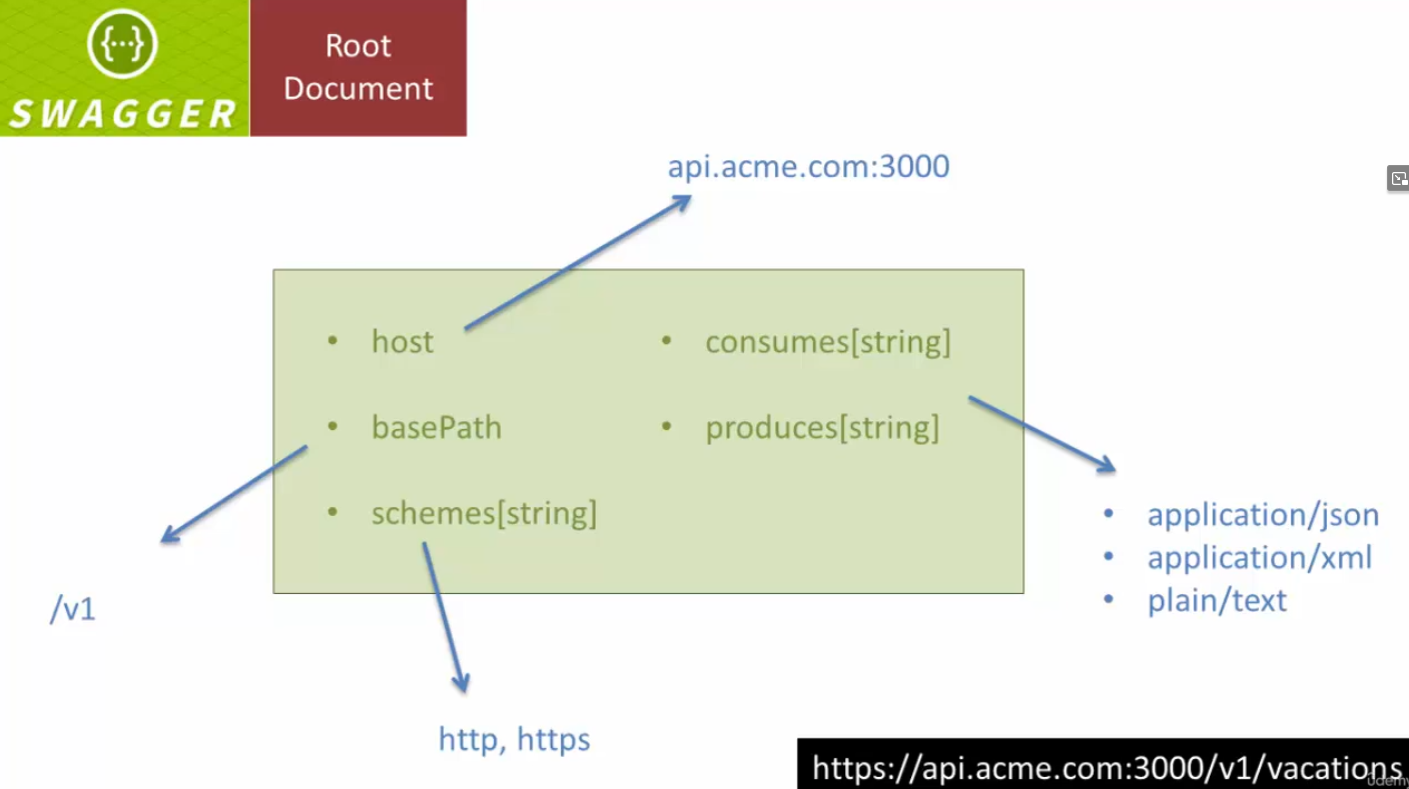 SWAGGER
Root
Document
api.acme.com:3000
• host
• consumes[string]
• basePath
• produces[string]
• schemes[string]
• application/json
• application/xml
• plain/text
/v1
http, https
https://api.acme.com:3000/v1/vacations
ûdemy